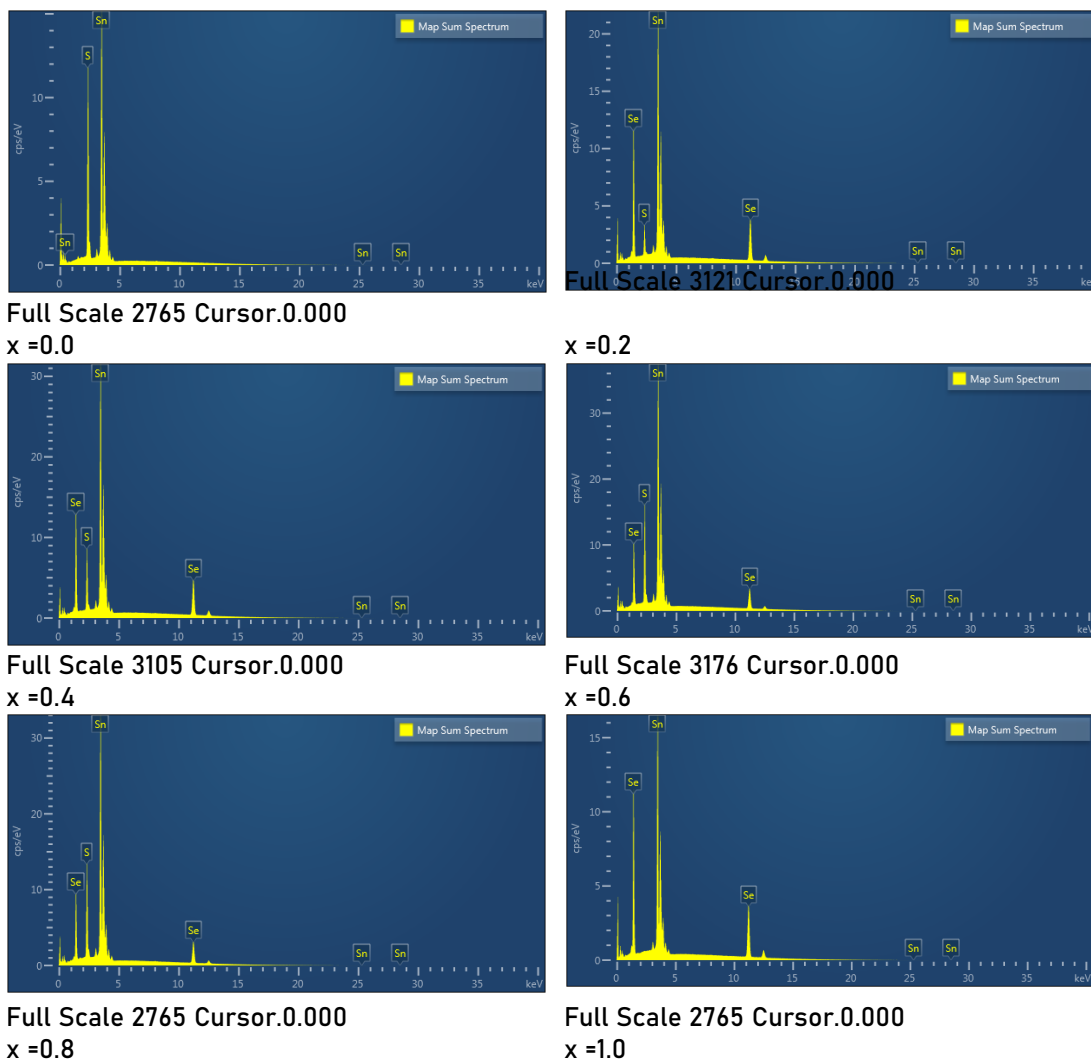 Map Sum Spectrum
Sn
S
Sn
Sn
Sn
cps/eV
10
5
0
0 5 10 15 20 25 30 35 keV
Full Scale 2765 Cursor.0.000
x =0.0
Map Sum Spectrum
Sn
Se
S
Se
Sn
Sn
cps/eV
20
15
10
5
0
0 5 10 15 20 25 30 35 ke
Full Scale 3121 Cursor.0.000
x =0.2
Map Sum Spectrum
Sn
Se
S
Se
Sn
Sn
cps/eV
30
20
10
0
0 5 10 15 20 25 30 35 keV
Full Scale 3105 Cursor.0.000
x =0.4
Map Sum Spectrum
Sn
S
Se
Se
Sn
Sn
cps/eV
30
20
10
0
0 5 10 15 20 25 30 35 keV
Full Scale 3176 Cursor.0.000
x =0.6
Map Sum Spectrum
Sn
S
Se
Se
Sn
Sn
cps/eV
30
20
10
0
0 5 10 15 20 25 30 35 keV
Full Scale 2765 Cursor.0.000
x =0.8
Map Sum Spectrum
Sn
Se
Se
Sn
Sn
cps/eV
15
10
5
0
0 5 10 15 20 25 30 35 keV
Full Scale 2765 Cursor.0.000
x =1.0